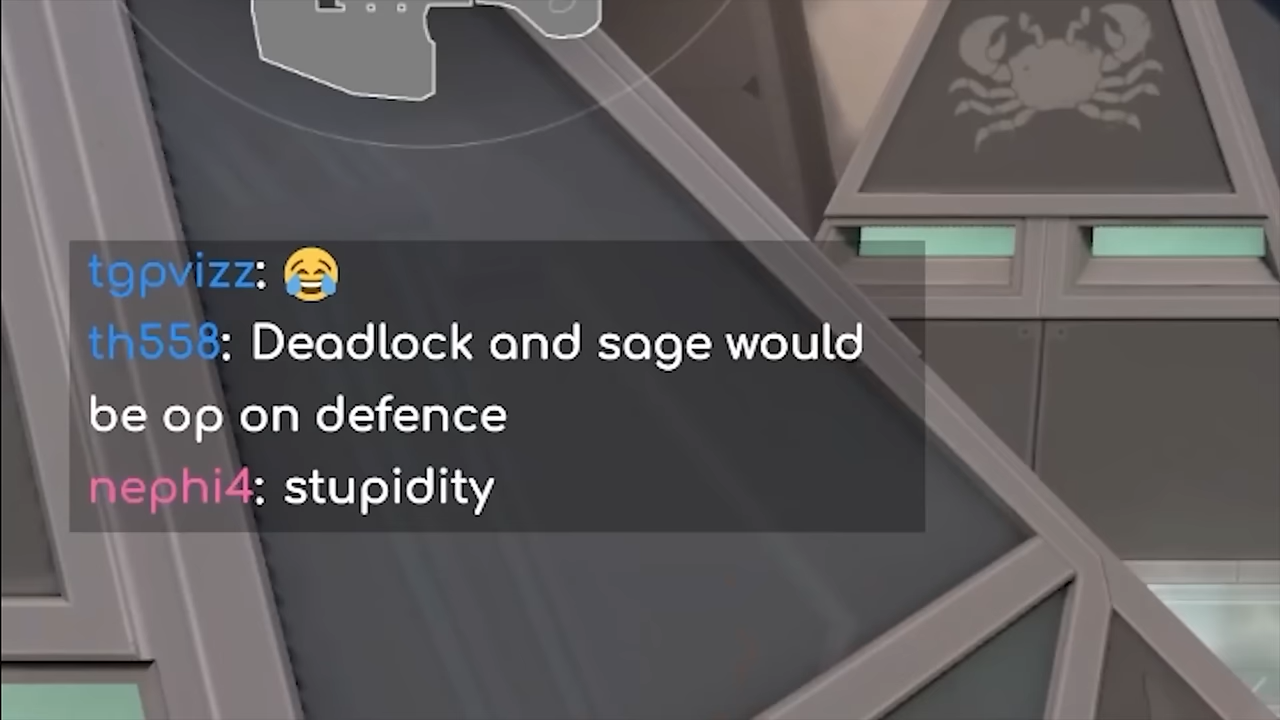 tgpvizz: 😂
th558: Deadlock and sage would
be op on defence
nephi4: stupidity